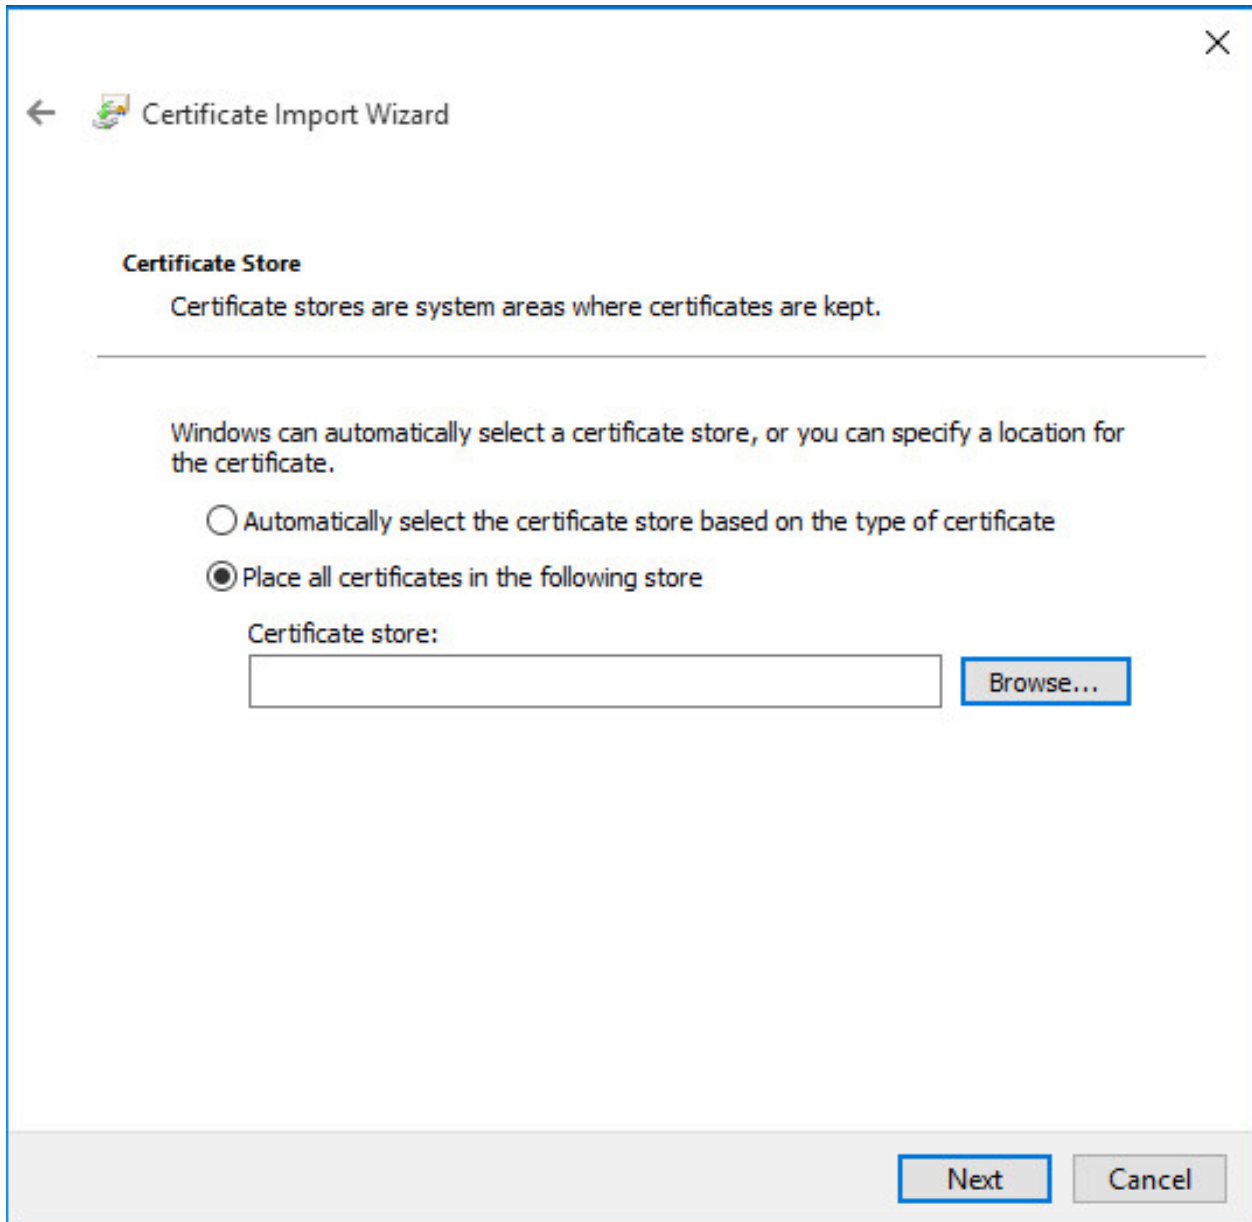 Certificate Import Wizard
Certificate Store
Certificate stores are system areas where certificates are kept.
Windows can automatically select a certificate store, or you can specify a location for
the certificate.
Automatically select the certificate store based on the type of certificate
Place all certificates in the following store
Certificate store:
Browse...
Next
Cancel